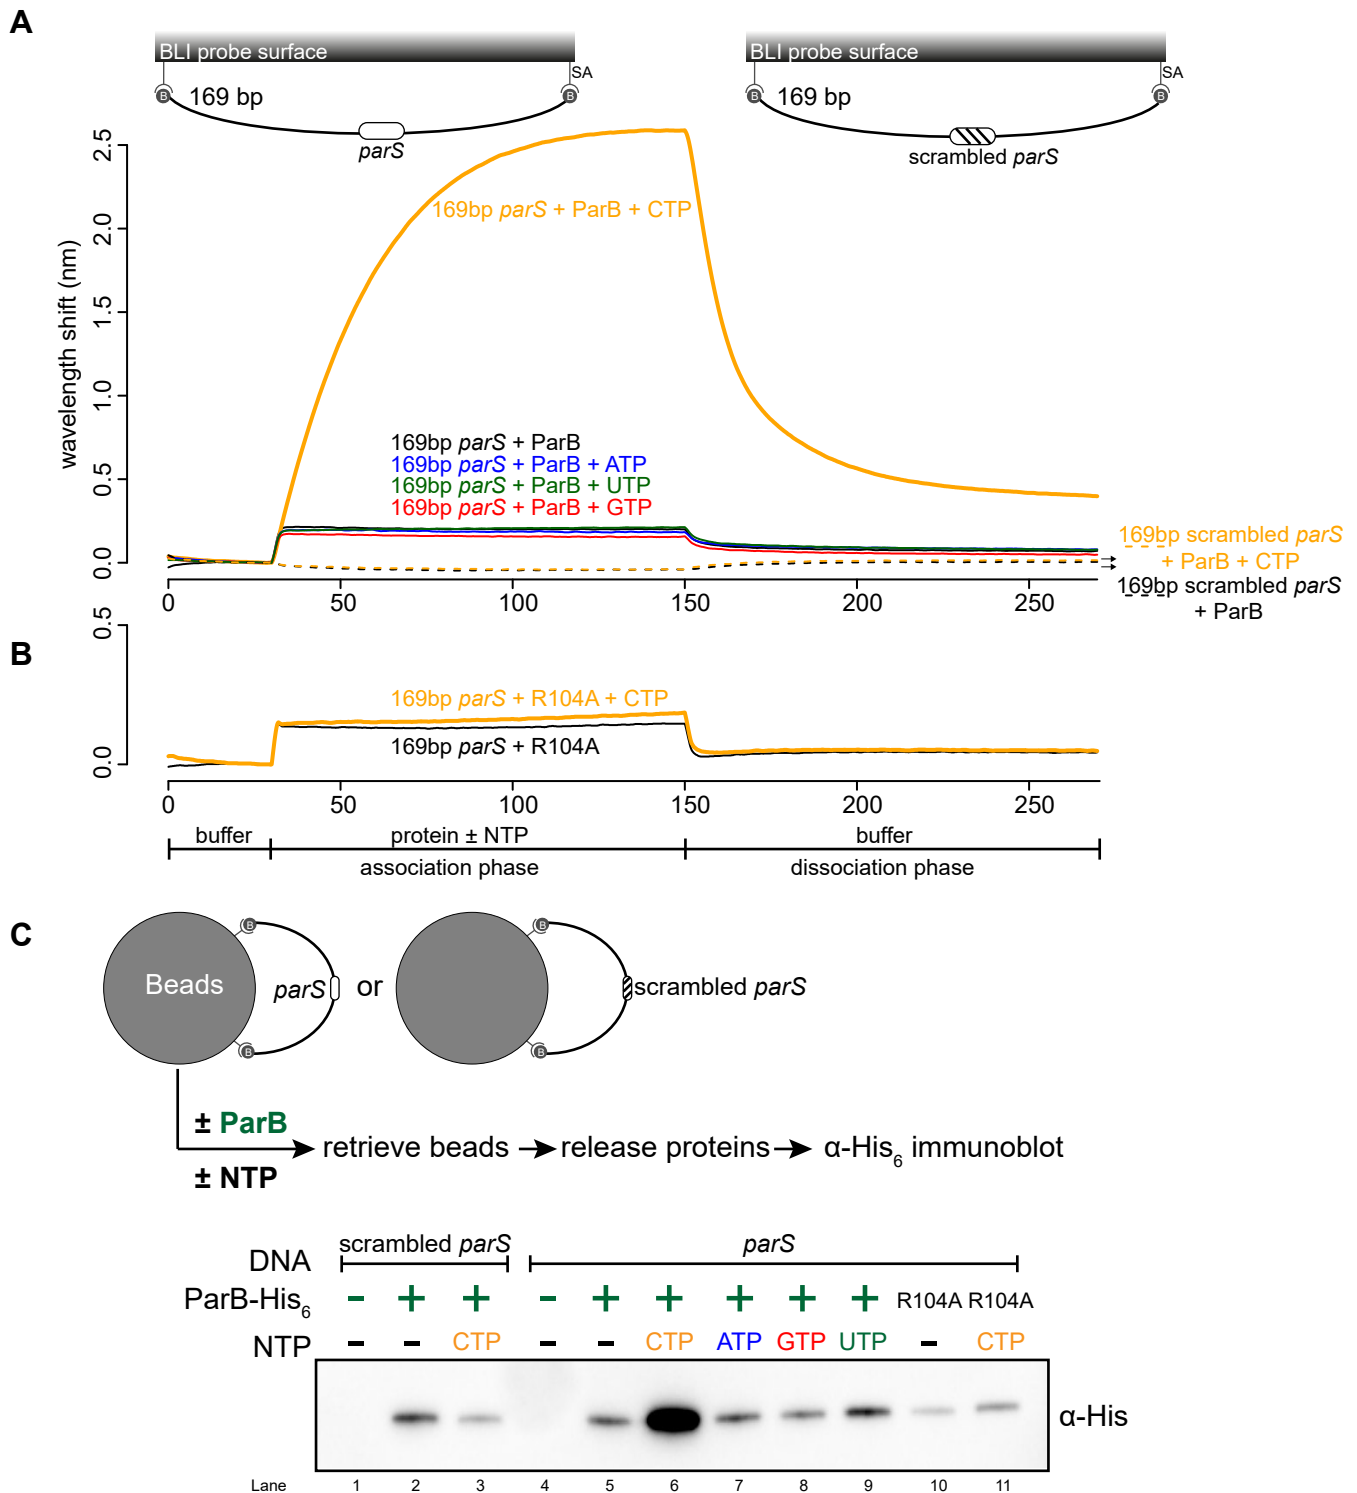 A
BLI probe surface
BLI probe surface
SA
SA
B
B
B
B
169 bp
169 bp
parS
scrambled parS
wavelength shift (nm)
2.5
2.0
1.5
1.0
0.5
0.0
169bp parS + ParB + CTP
169bp parS + ParB
169bp parS + ParB + ATP
169bp parS + ParB + UTP
169bp parS + ParB + GTP
169bp scrambled parS
+ ParB + CTP
169bp scrambled parS
+ ParB
0 50 100 150 200 250
B
0.5
0.0
169bp parS + R104A + CTP
169bp parS + R104A
0 50 100 150 200 250
buffer protein ± NTP buffer
association phase dissociation phase
C
B
B
B
B
Beads
parS
or
scrambled parS
± ParB
± NTP
retrieve beads release proteins α-His6 immunoblot
DNA scrambled parS parS
ParB-His6 - + + - + + + + + R104A R104A
NTP - - CTP - - CTP ATP GTP UTP - CTP
α-His
Lane 1 2 3 4 5 6 7 8 9 10 11